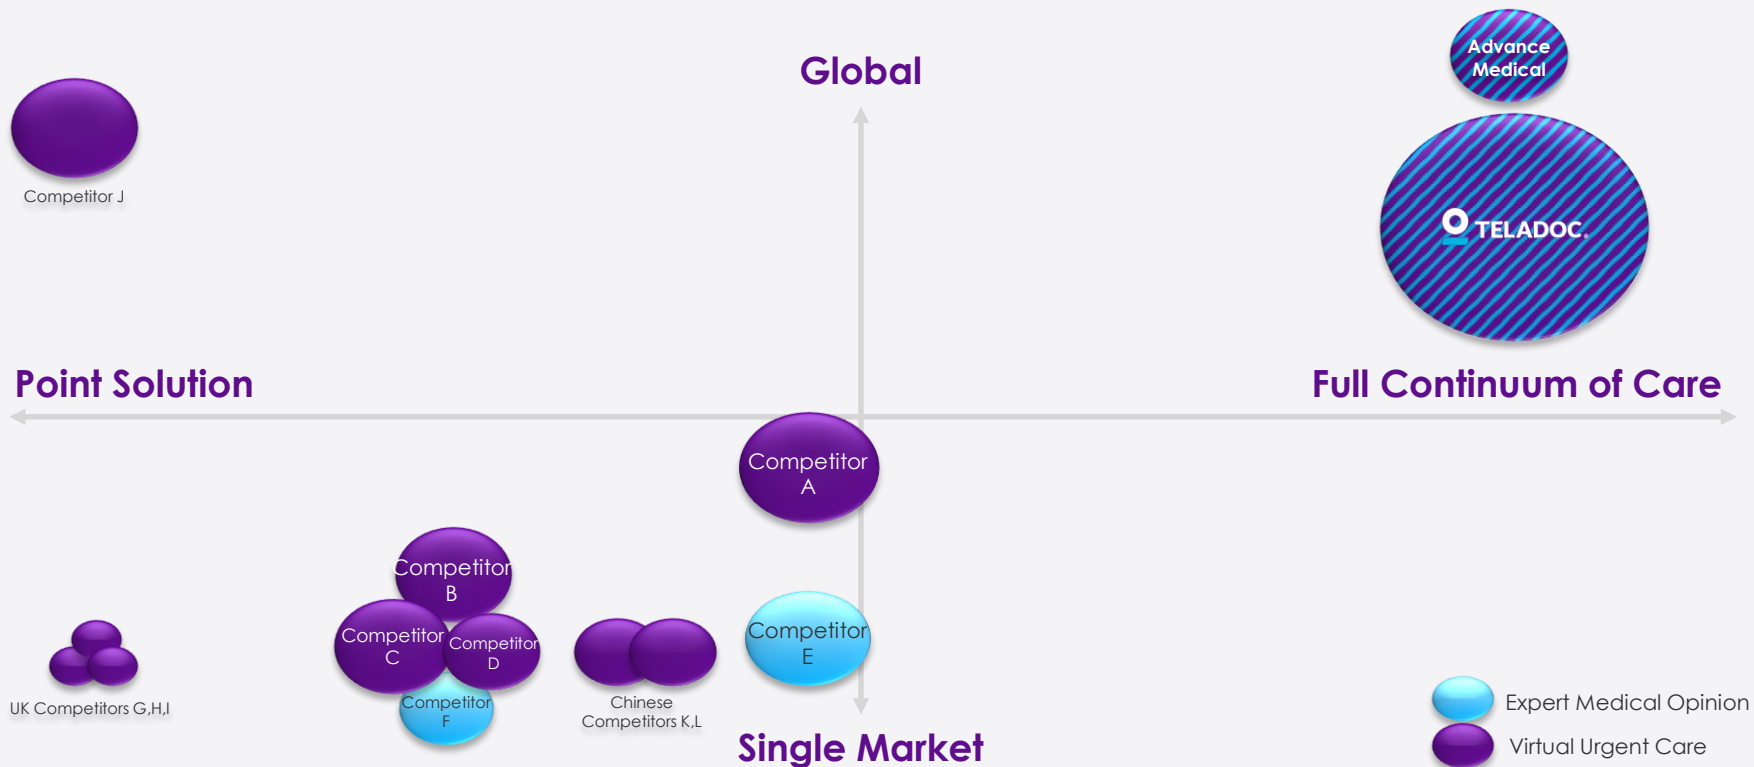 Global
Advance
Medical
Competitor J
TELADOC®
Point Solution
Full Continuum of Care
Competitor
A
Competitor
B
Competitor
C
Competitor
D
Competitor
E
Competitor
F
UK Competitors G,H,I
Chinese
Competitors K,L
Single Market
Expert Medical Opinion
Virtual Urgent Care